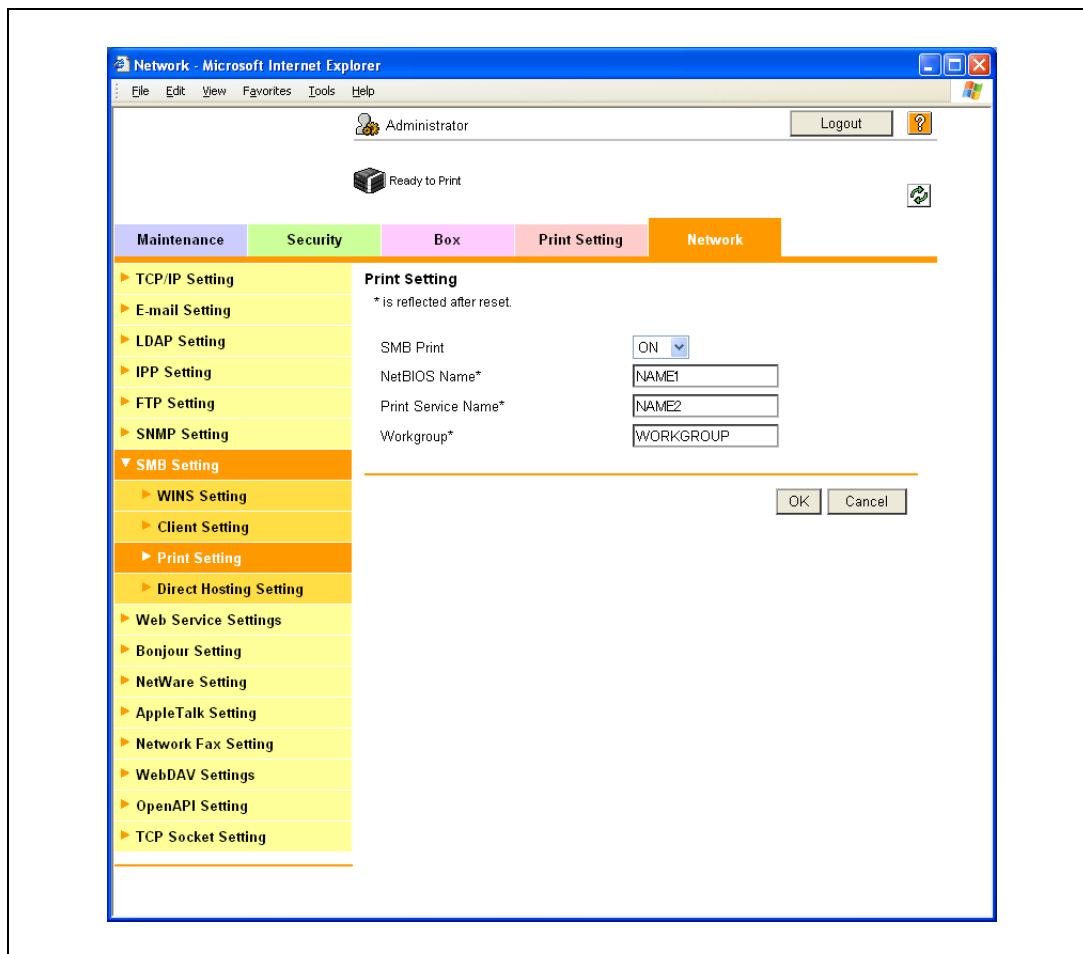 Network - Microsoft Internet Explorer
File Edit View Favorites Tools Help
Administrator
Logout
?
Ready to Print
Maintenance
Security
Box
Print Setting
Network
TCP/IP Setting
E-mail Setting
LDAP Setting
IPP Setting
FTP Setting
SNMP Setting
SMB Setting
WINS Setting
Client Setting
Print Setting
Direct Hosting Setting
Web Service Settings
Bonjour Setting
NetWare Setting
AppleTalk Setting
Network Fax Setting
WebDAV Settings
OpenAPI Setting
TCP Socket Setting
Print Setting
* is reflected after reset.
SMB Print ON
NetBIOS Name* NAME1
Print Service Name* NAME2
Workgroup* WORKGROUP
OK Cancel